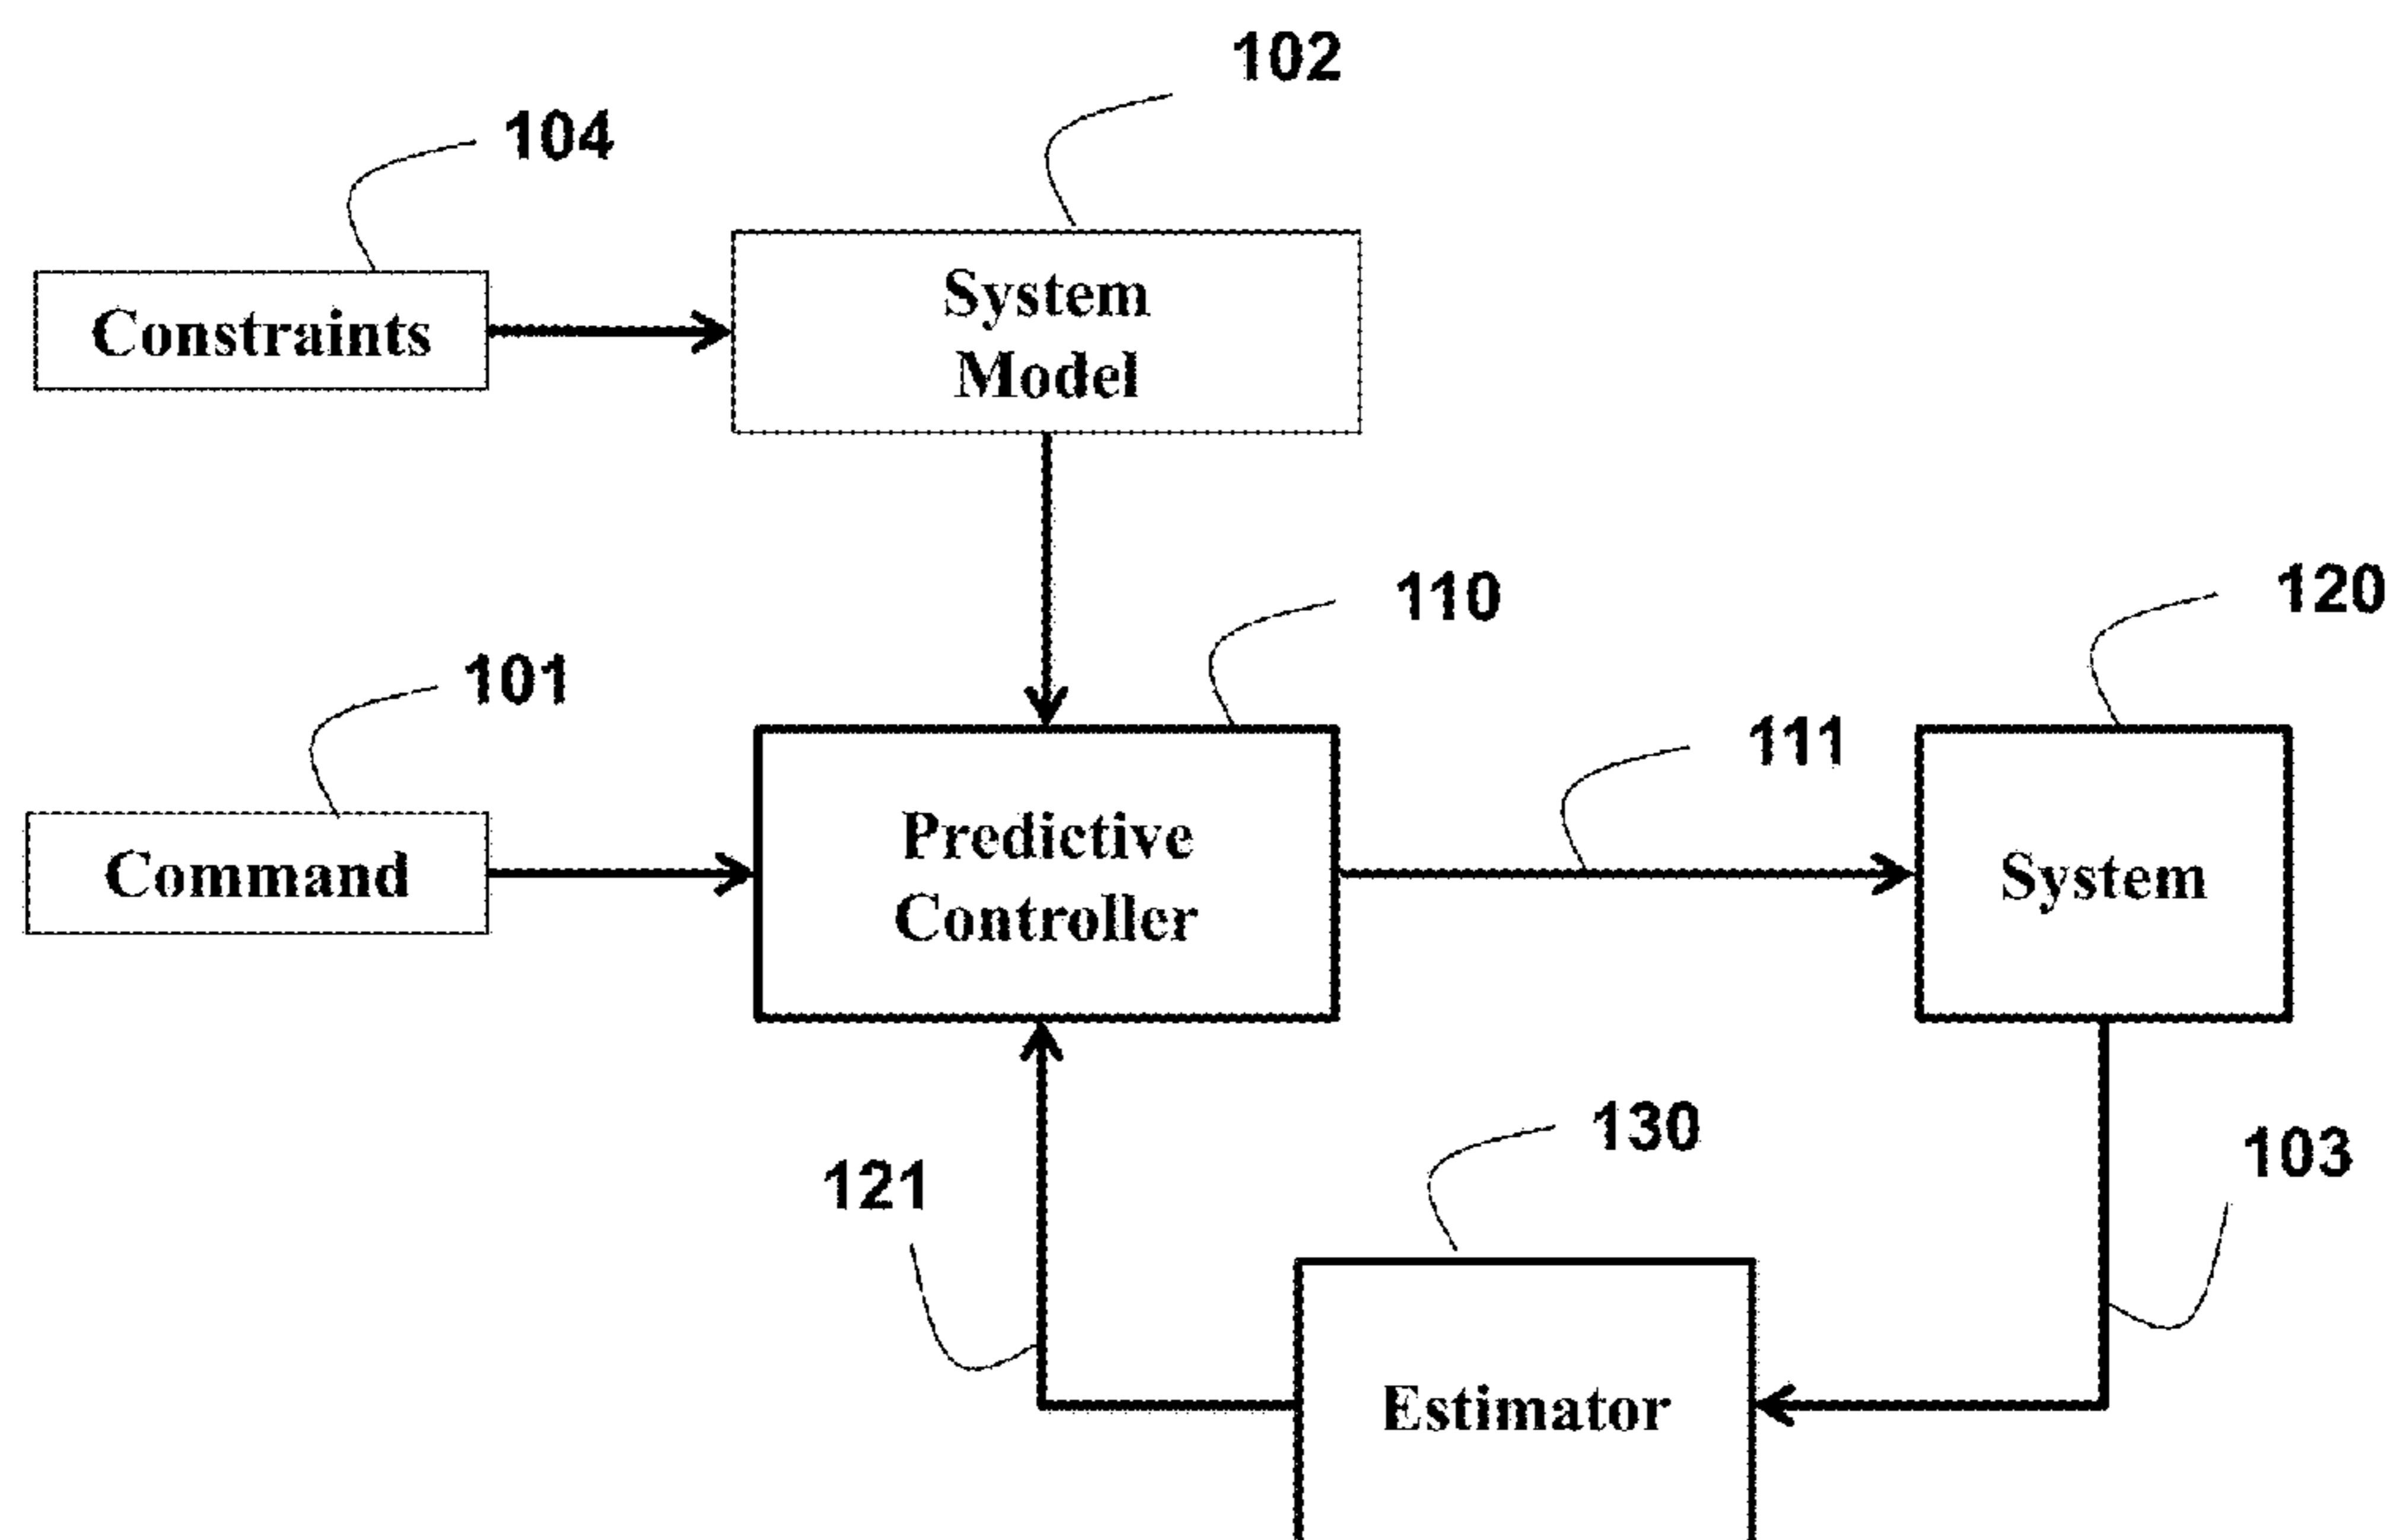 102
104
System
Model
Constraints
110
120
101
111
Predictive
Controller
System
Command
130
103
121
Estimator